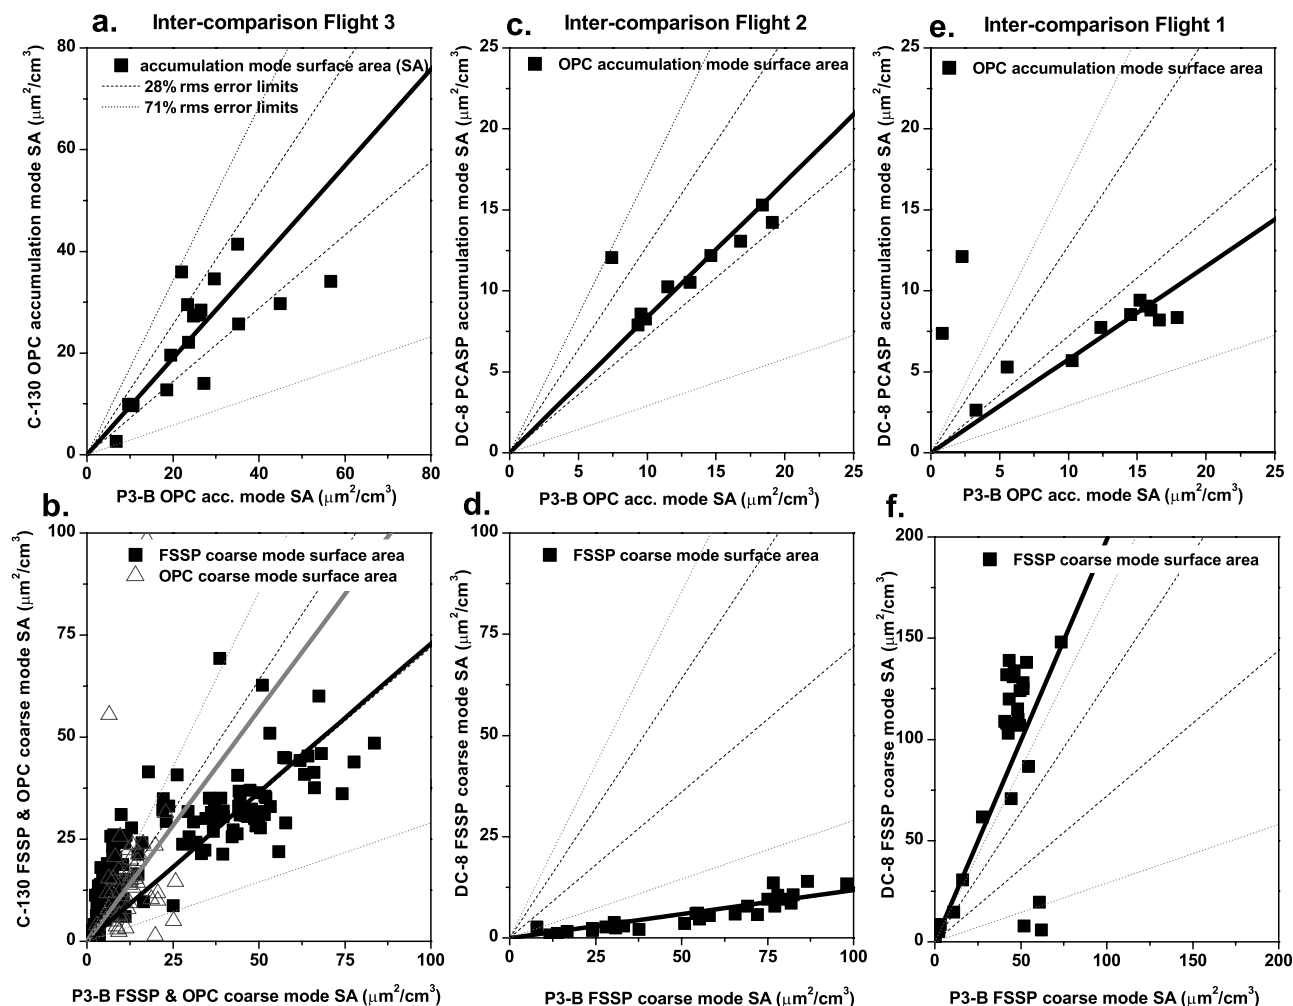 a. Inter-comparison Flight 3
80
60
40
20
0
0 20 40 60 80
C-130 OPC accumulation mode SA (μm²/cm³)
accumulation mode surface area (SA)
28% rms error limits
71% rms error limits
P3-B OPC acc. mode SA (μm²/cm³)
c. Inter-comparison Flight 2
25
20
15
10
5
0
0 5 10 15 20 25
DC-8 PCASP accumulation mode SA (μm²/cm³)
OPC accumulation mode surface area
P3-B OPC acc. mode SA (μm²/cm³)
e. Inter-comparison Flight 1
25
20
15
10
5
0
0 5 10 15 20 25
DC-8 PCASP accumulation mode SA (μm²/cm³)
OPC accumulation mode surface area
P3-B OPC acc. mode SA (μm²/cm³)
b.
100
75
50
25
0
0 25 50 75 100
C-130 FSSP & OPC coarse mode SA (μm²/cm³)
FSSP coarse mode surface area
OPC coarse mode surface area
P3-B FSSP & OPC coarse mode SA (μm²/cm³)
d.
100
75
50
25
0
0 25 50 75 100
DC-8 FSSP coarse mode SA (μm²/cm³)
FSSP coarse mode surface area
P3-B FSSP coarse mode SA (μm²/cm³)
f.
200
150
100
50
0
0 50 100 150 200
DC-8 FSSP coarse mode SA (μm²/cm³)
FSSP coarse mode surface area
P3-B FSSP coarse mode SA (μm²/cm³)